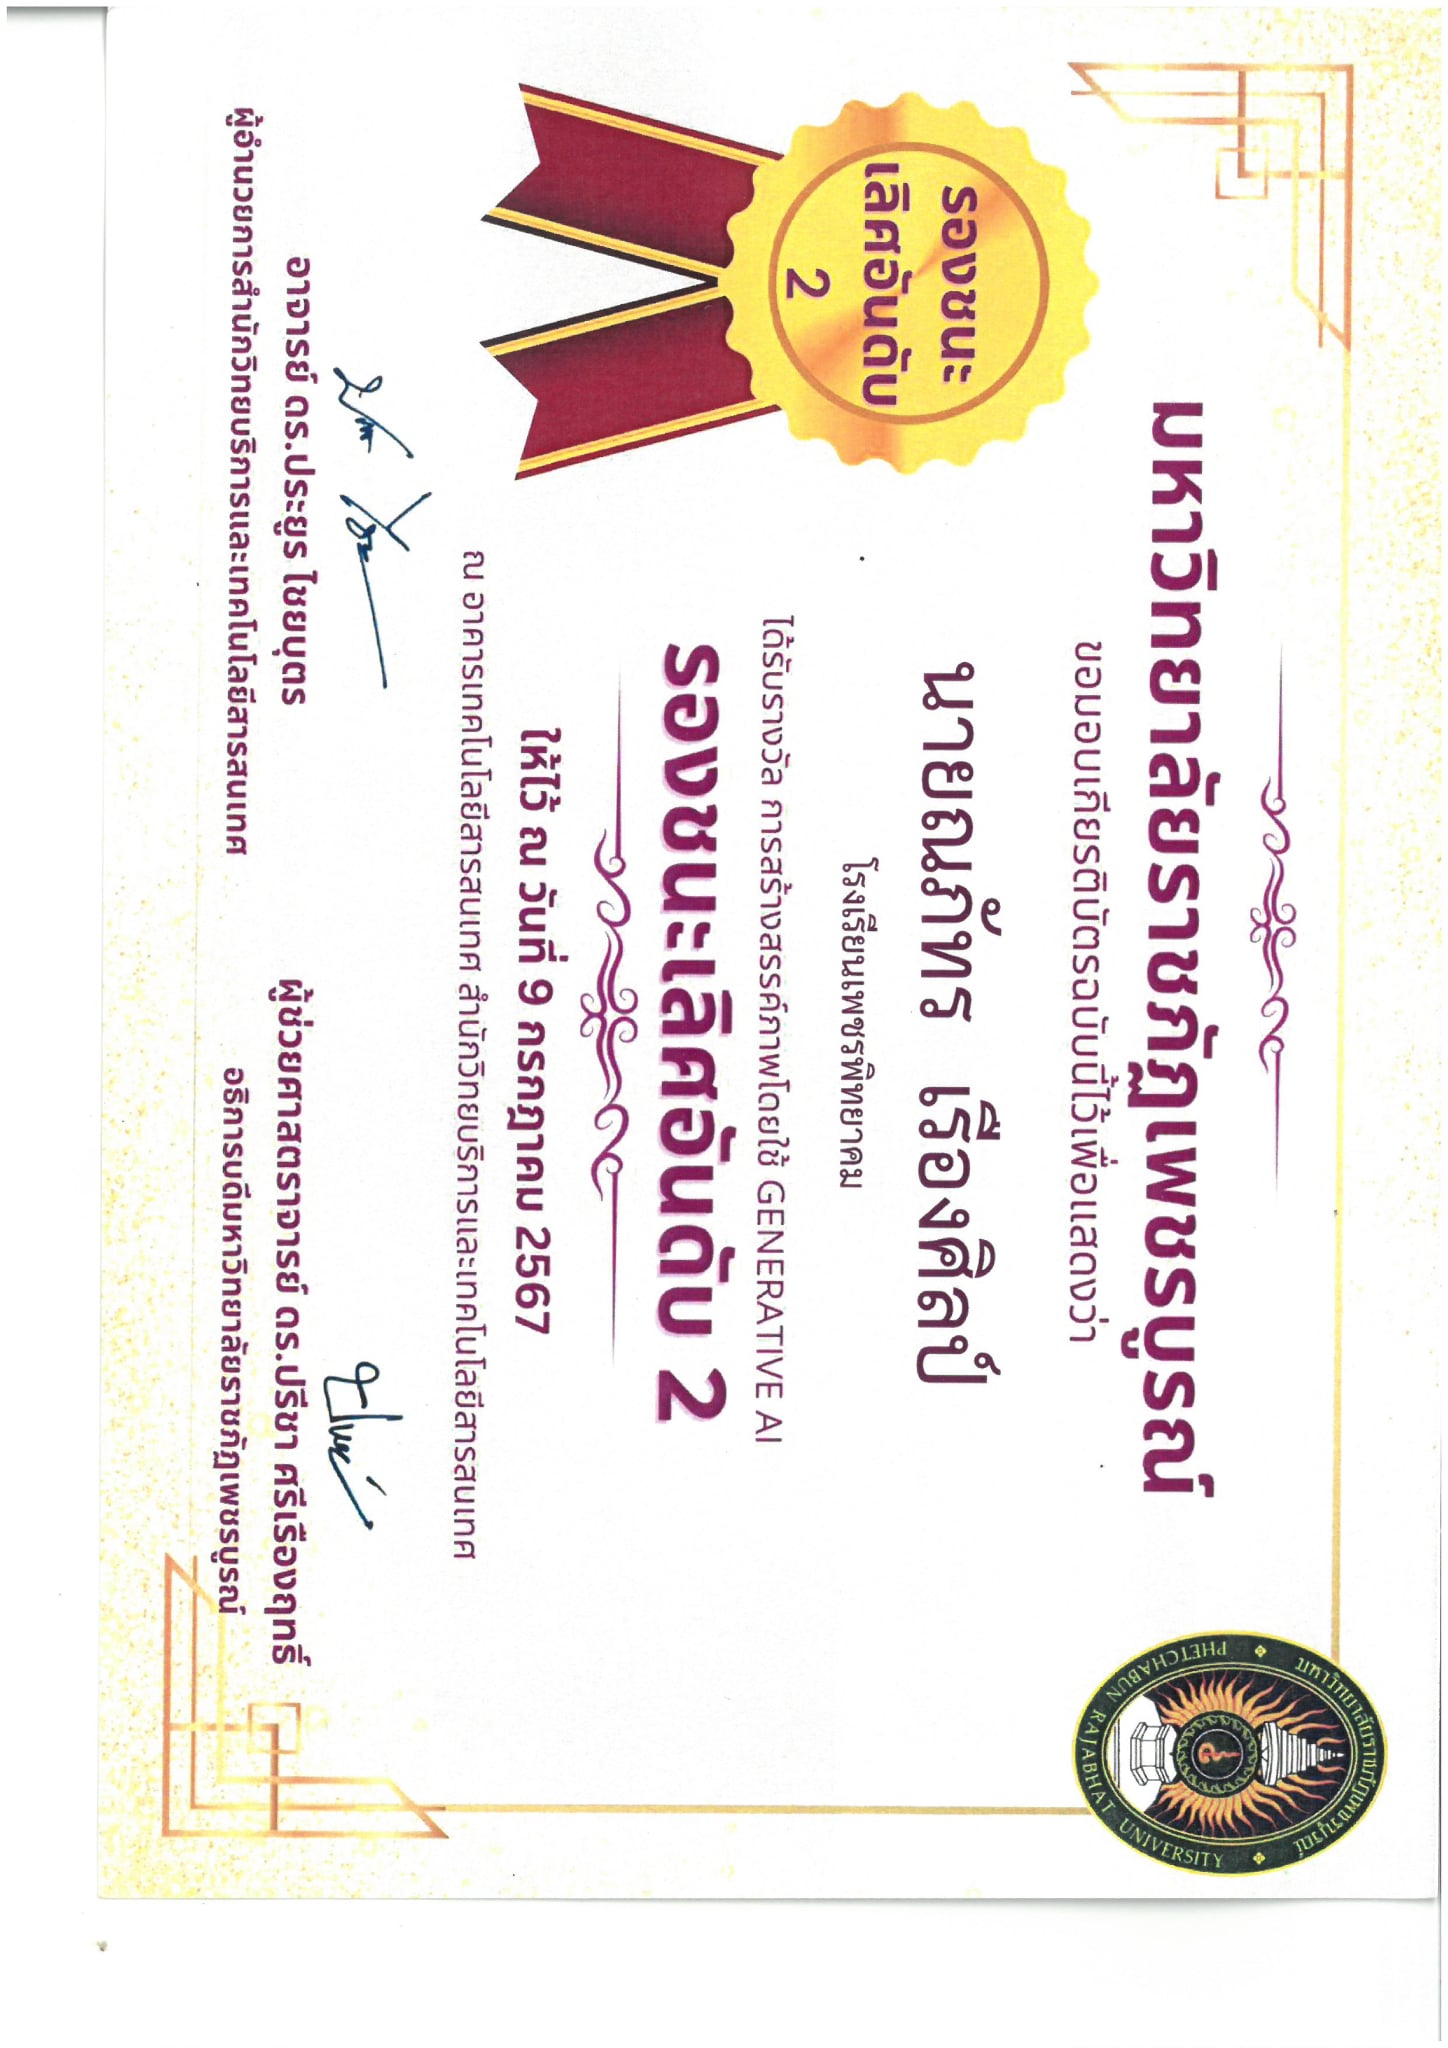 มหาวิทยาลัยราชภัฏเพชรบูรณ์
PHETCHABUN RAJABHAT UNIVERSITY
รองชนะ
เลิศอันดับ
2
มหาวิทยาลัยราชภัฏเพชรบูรณ์
ขอมอบเกียรติบัตรฉบับนี้ไว้เพื่อแสดงว่า
นายณภัทร เรืองศิลป์
โรงเรียนเพชรพิทยาคม
ได้รับรางวัล การสร้างสรรค์ภาพโดยใช้ GENERATIVE AI
รองชนะเลิศอันดับ 2
ให้ไว้ ณ วันที่ 9 กรกฎาคม 2567
ณ อาคารเทคโนโลยีสารสนเทศ สำนักวิทยบริการและเทคโนโลยีสารสนเทศ
อาจารย์ ดร.ประยูร ไชยบุตร
ผู้อำนวยการสำนักวิทยบริการและเทคโนโลยีสารสนเทศ
ผู้ช่วยศาสตราจารย์ ดร.ปรีชา ศรีเรืองฤทธิ์
อธิการบดีมหาวิทยาลัยราชภัฏเพชรบูรณ์